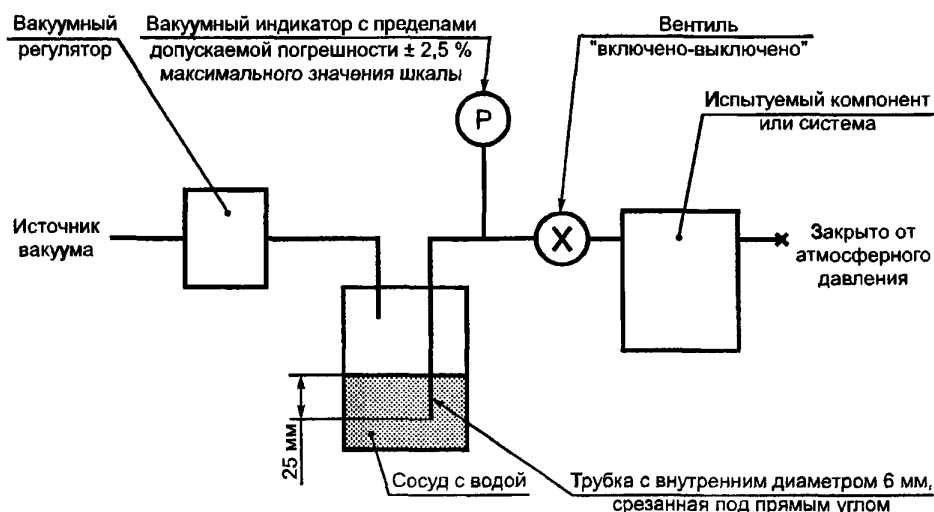 Вакуумный
регулятор
Вакуумный индикатор с пределами
допускаемой погрешности ± 2,5 %
максимального значения шкалы
Вентиль
"включено-выключено"
P
Испытуемый компонент
или система
Источник
вакуума
X
Закрыто от
атмосферного
давления
25 мм
Сосуд с водой
Трубка с внутренним диаметром 6 мм,
срезанная под прямым углом